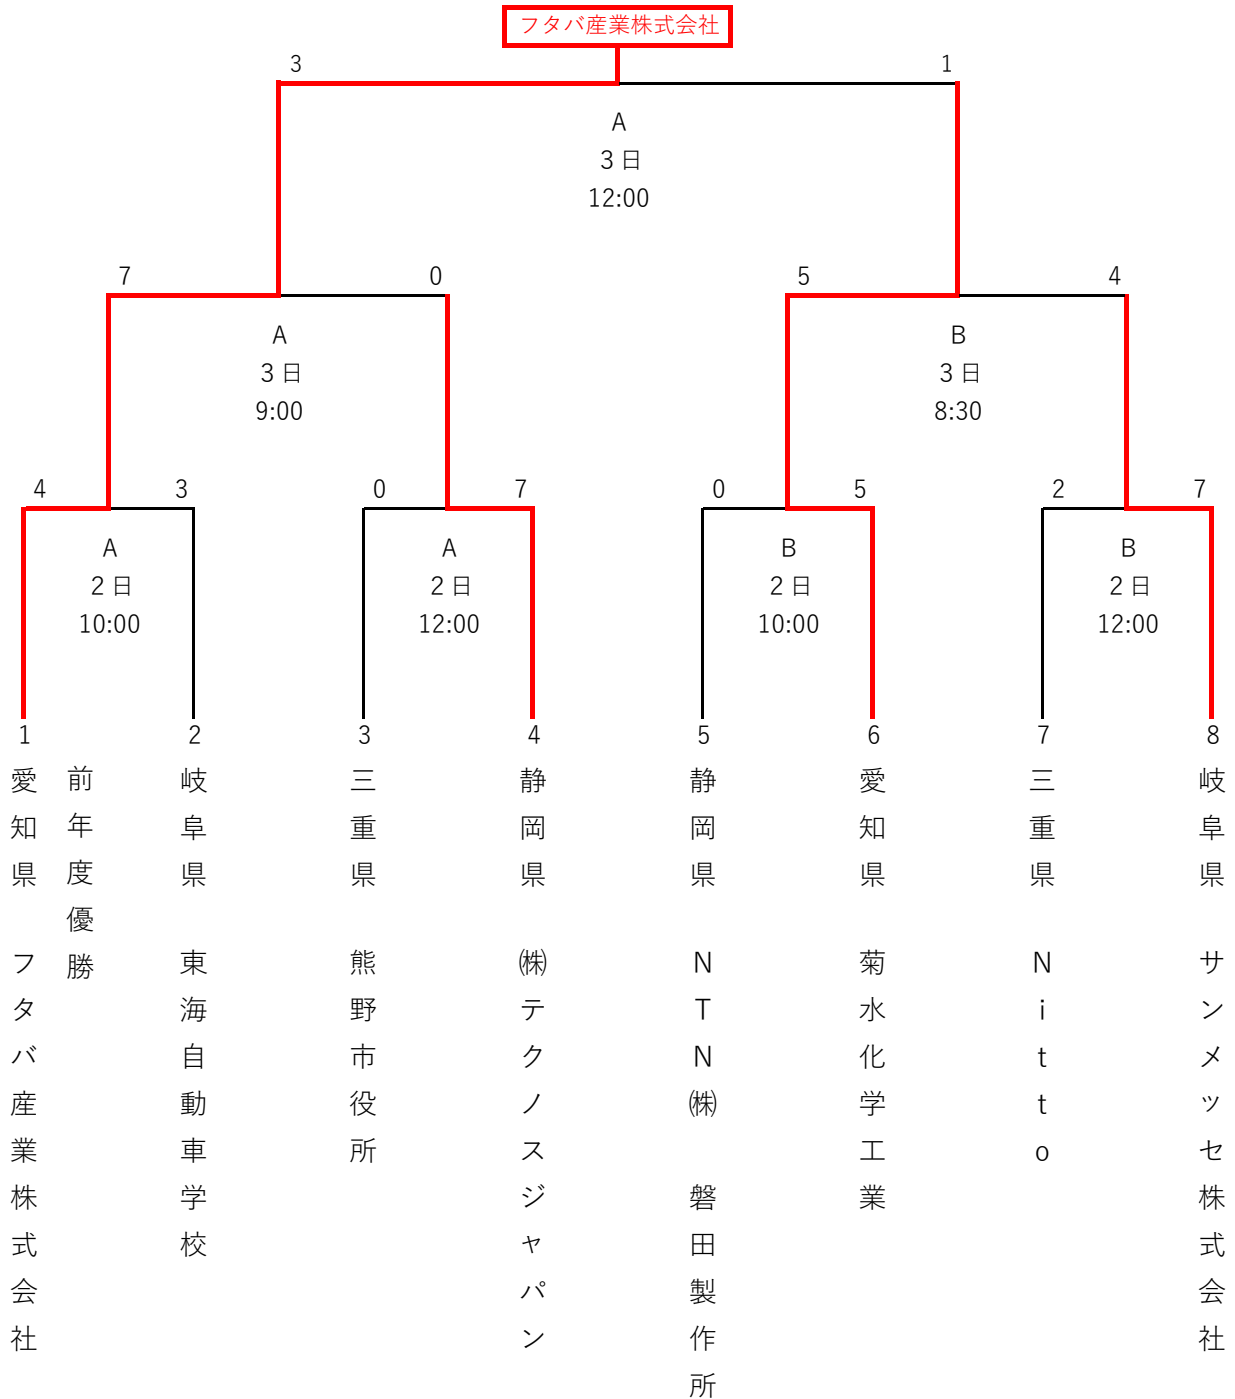 フタバ産業株式会社
3 1
A
3日
12:00
7 0 5 4
A B
3日 3日
9:00 8:30
4 3 0 7 0 5 2 7
A A B B
2日 2日 2日 2日
10:00 12:00 10:00 12:00
1 2 3 4 5 6 7 8
愛知県 フタバ産業株式会社
前年度優勝
岐阜県 東海自動車学校
三重県 熊野市役所
静岡県 ㈱テクノスジャパン
静岡県 NTN㈱ 磐田製作所
愛知県 菊水化学工業
三重県 Nitto
岐阜県 サンメッセ株式会社